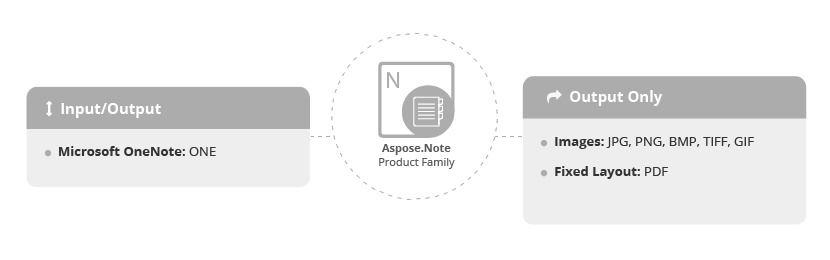 Input/Output
Microsoft OneNote: ONE
N
Aspose.Note
Product Family
Output Only
Images: JPG, PNG, BMP, TIFF, GIF
Fixed Layout: PDF